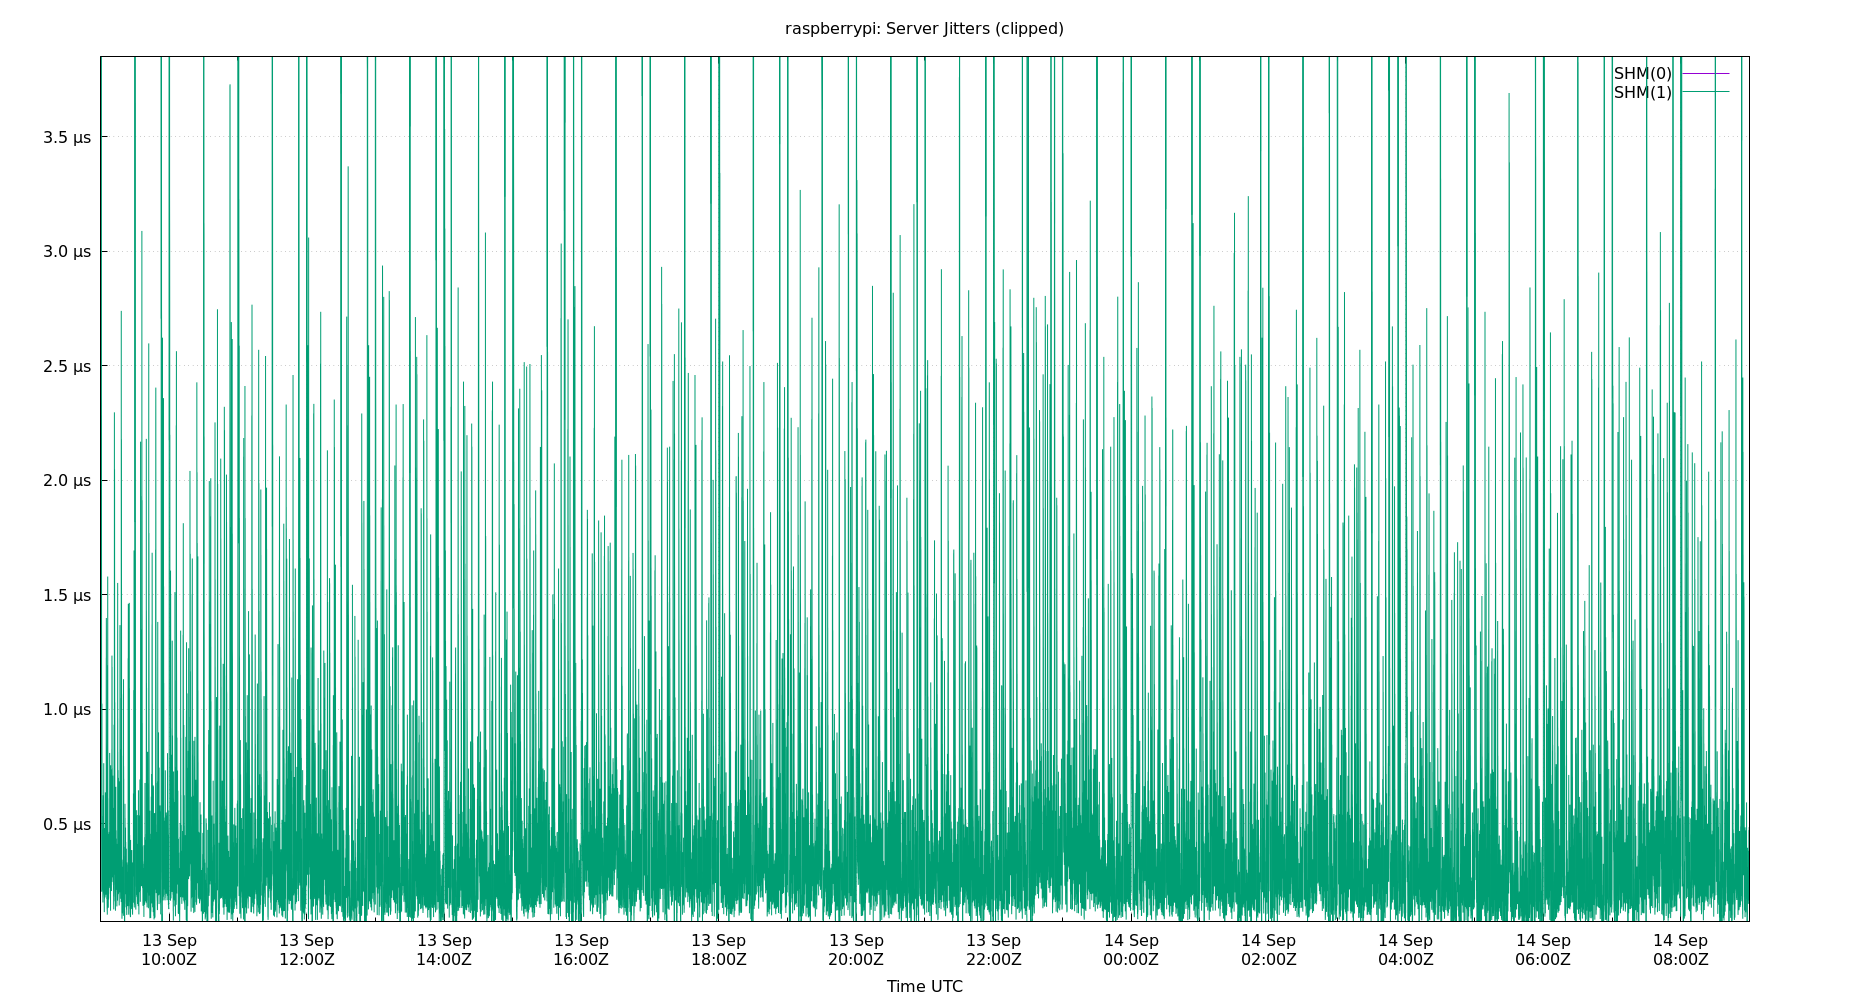 raspberrypi: Server Jitters (clipped)
SHM(0)
SHM(1)
3.5 µs
3.0 µs
2.5 µs
2.0 µs
1.5 µs
1.0 µs
0.5 µs
13 Sep 13 Sep 13 Sep 13 Sep 13 Sep 13 Sep 13 Sep 14 Sep 14 Sep 14 Sep 14 Sep 14 Sep
10:00Z 12:00Z 14:00Z 16:00Z 18:00Z 20:00Z 22:00Z 00:00Z 02:00Z 04:00Z 06:00Z 08:00Z
Time UTC